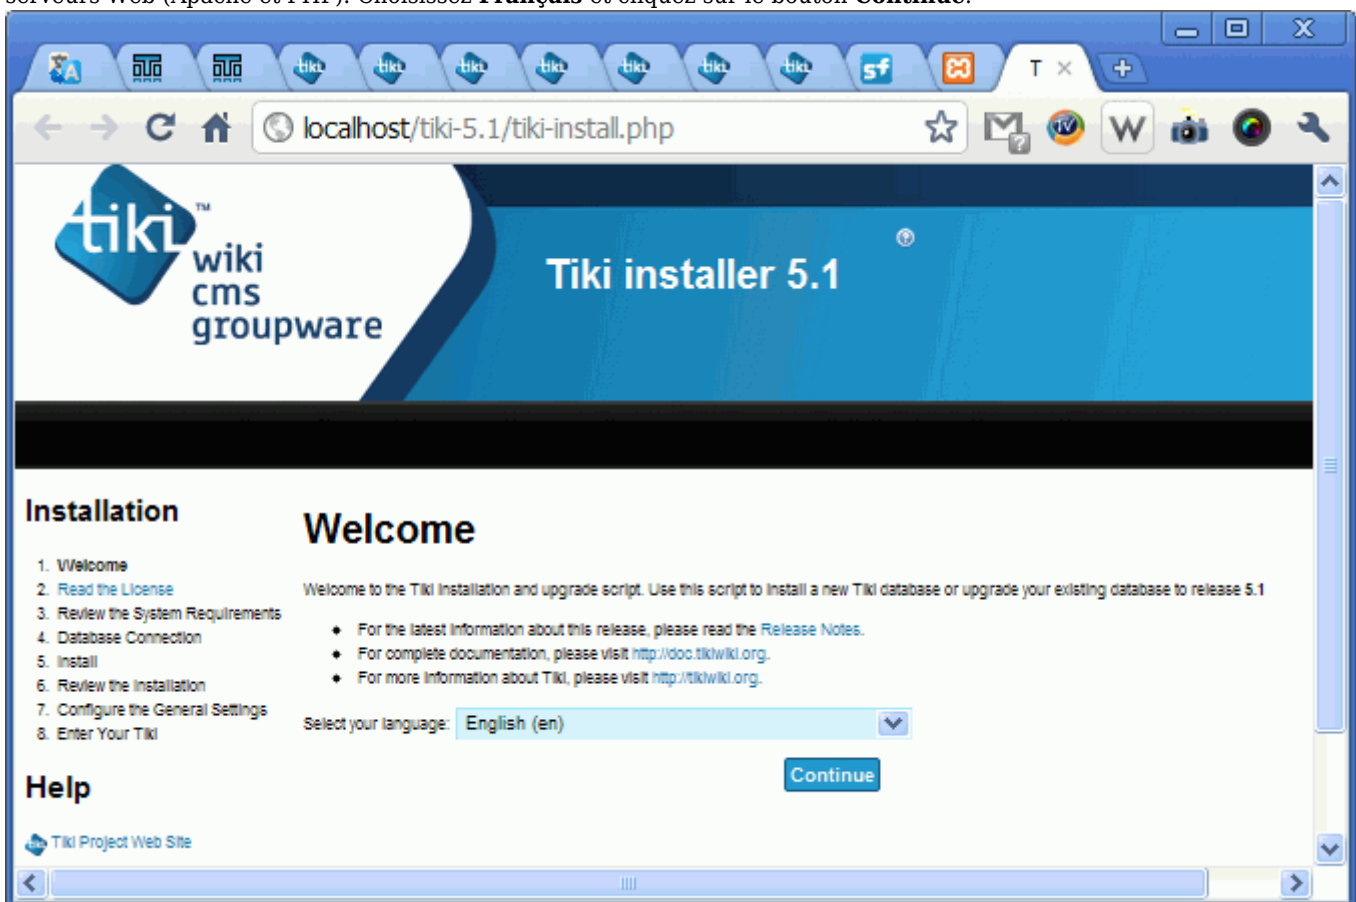 serveurs Web (Apache et PHP). Choisissez Français et cliquez sur le bouton Continue.
T
localhost/tiki-5.1/tiki-install.php
tiki™
wiki
cms
groupware
Tiki installer 5.1
Installation
1. Welcome
2. Read the License
3. Review the System Requirements
4. Database Connection
5. Install
6. Review the Installation
7. Configure the General Settings
8. Enter Your Tiki
Help
Tiki Project Web Site
Welcome
Welcome to the Tiki installation and upgrade script. Use this script to install a new Tiki database or upgrade your existing database to release 5.1
For the latest information about this release, please read the Release Notes.
For complete documentation, please visit http://doc.tikiwiki.org.
For more information about Tiki, please visit http://tikiwiki.org.
Select your language: English (en)
Continue